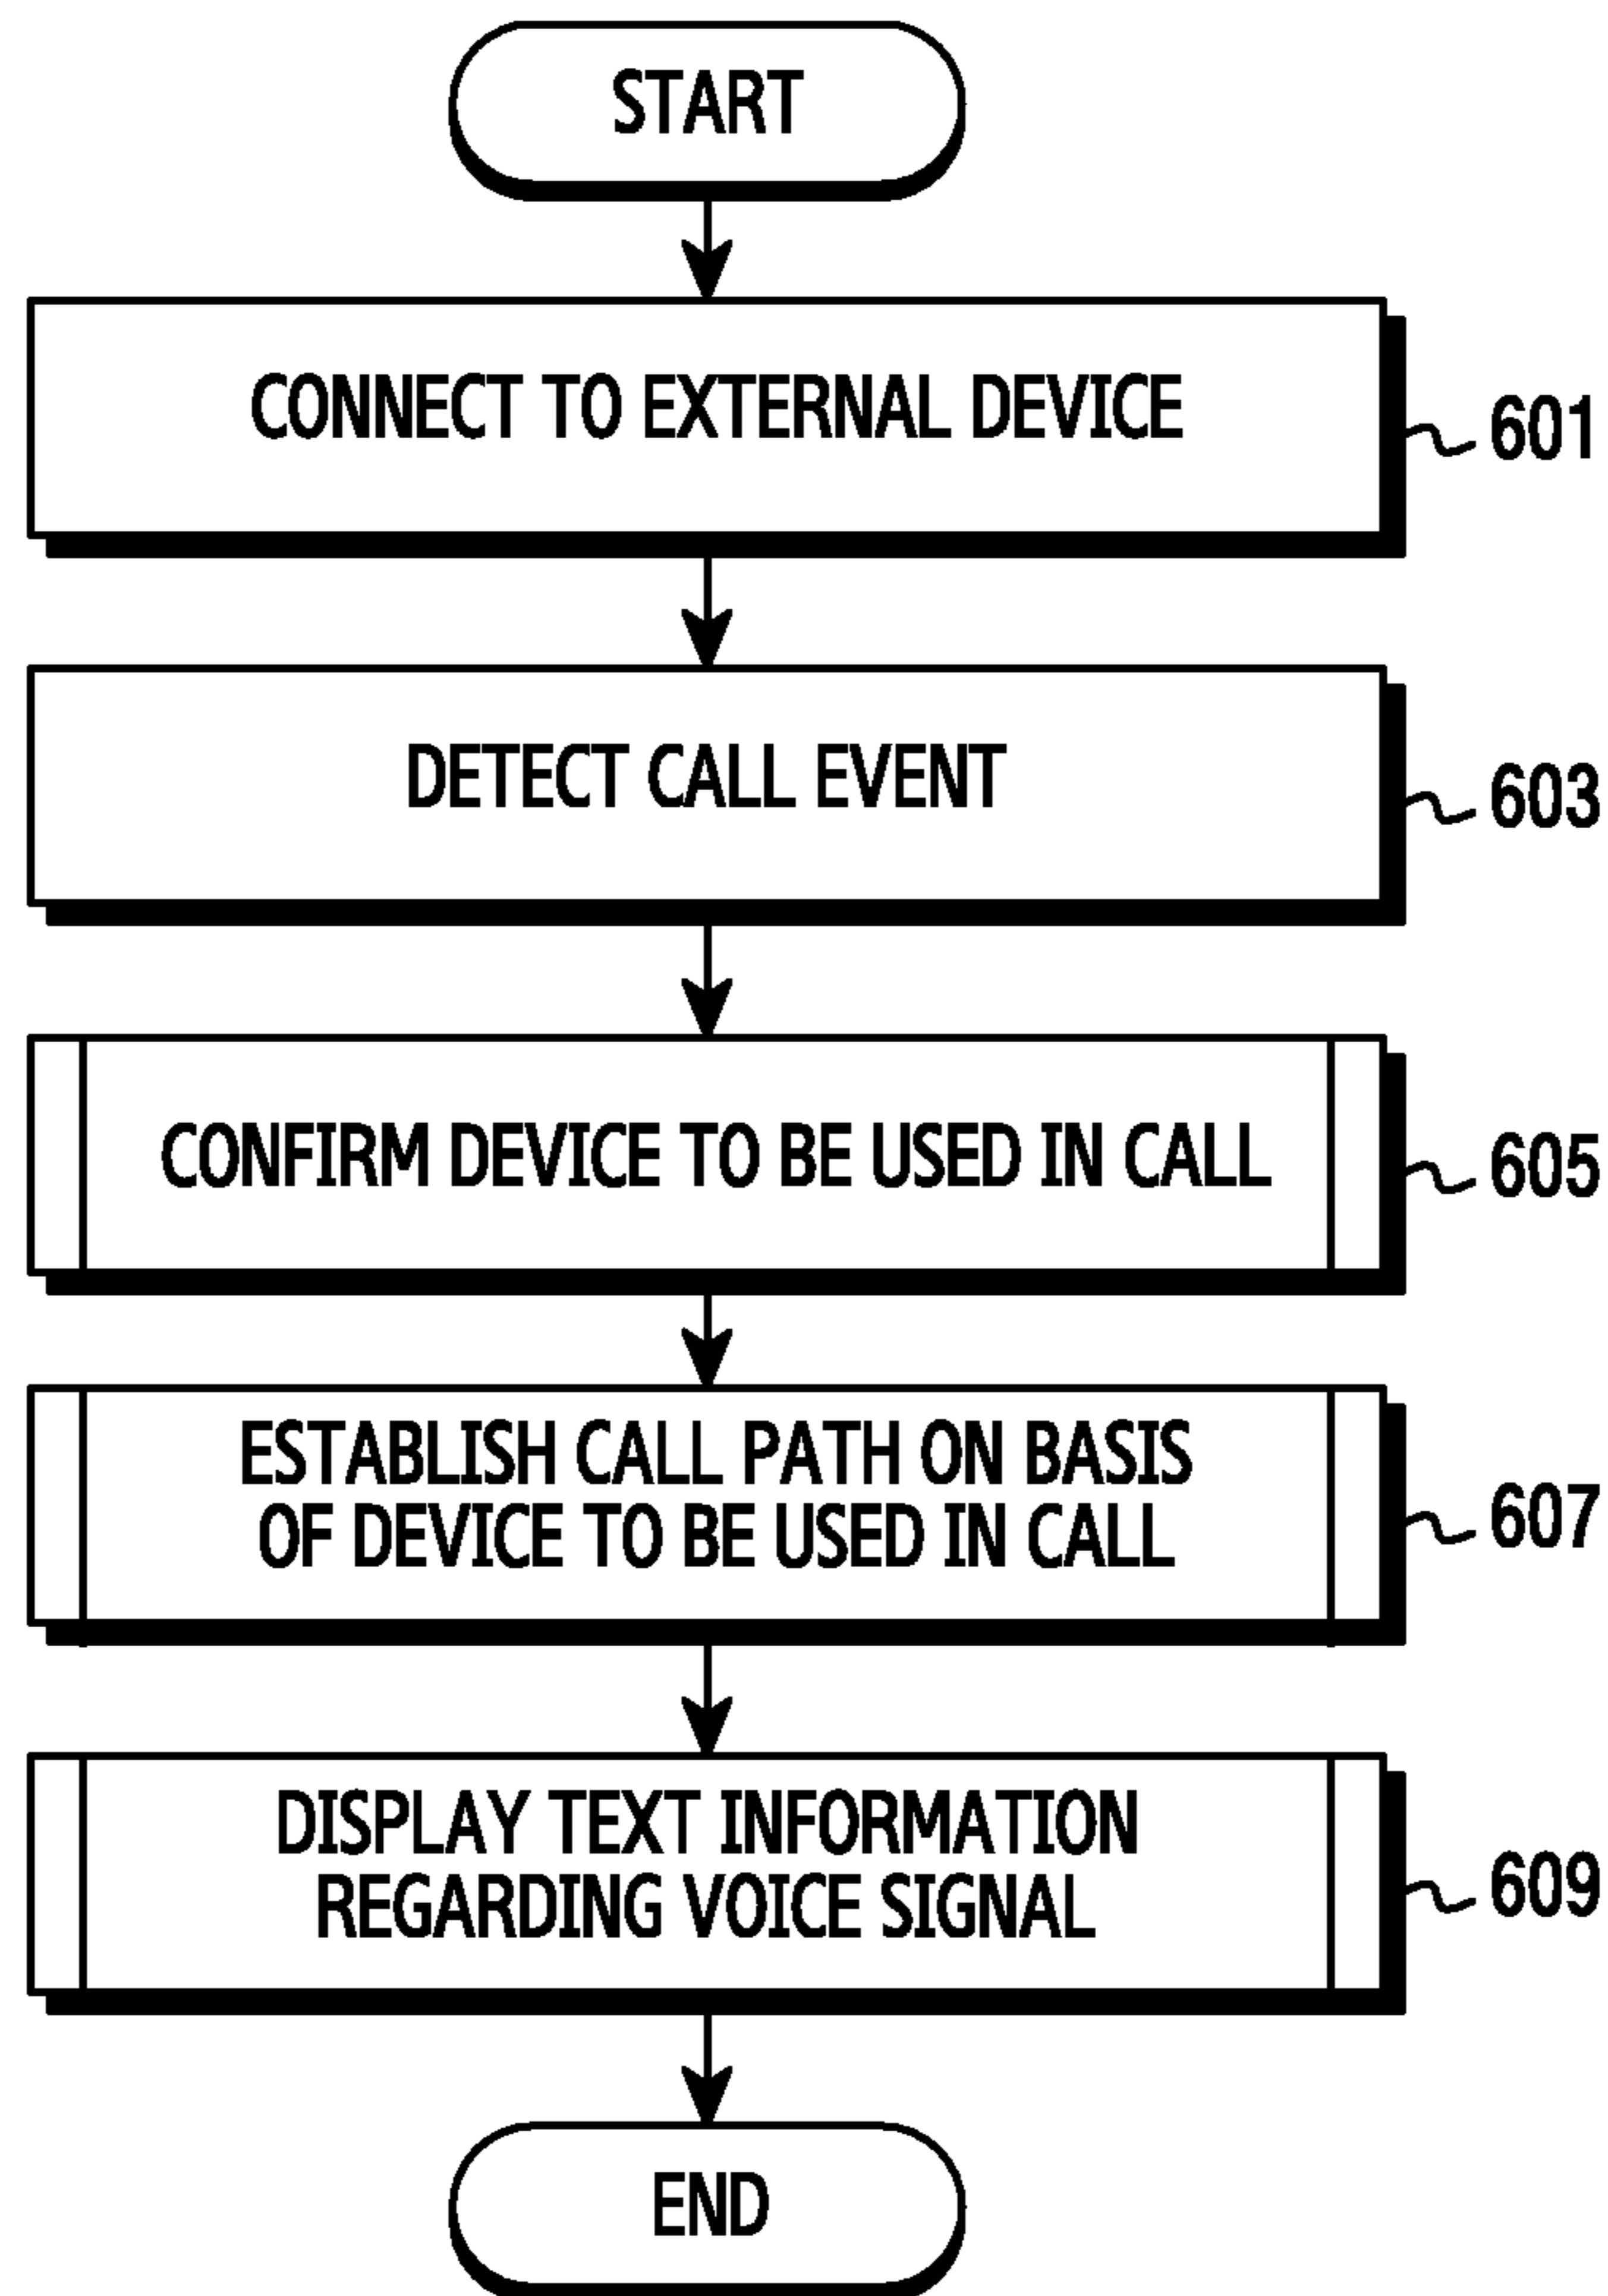 START
CONNECT TO EXTERNAL DEVICE
601
DETECT CALL EVENT
603
CONFIRM DEVICE TO BE USED IN CALL
605
ESTABLISH CALL PATH ON BASIS
OF DEVICE TO BE USED IN CALL
607
DISPLAY TEXT INFORMATION
REGARDING VOICE SIGNAL
609
END